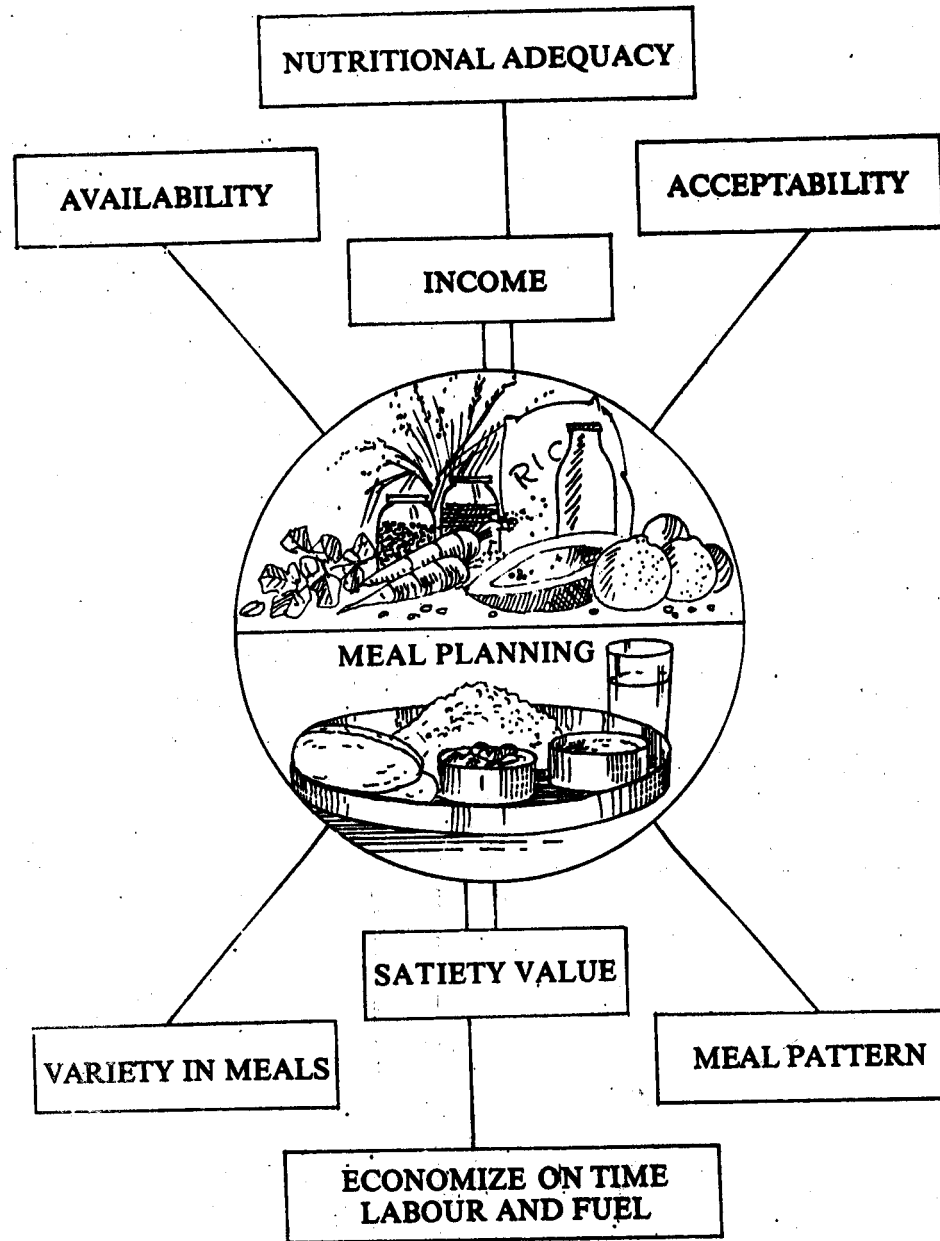 NUTRITIONAL ADEQUACY
AVAILABILITY
ACCEPTABILITY
INCOME
RIC
MEAL PLANNING
SATIETY VALUE
VARIETY IN MEALS
MEAL PATTERN
ECONOMIZE ON TIME
LABOUR AND FUEL